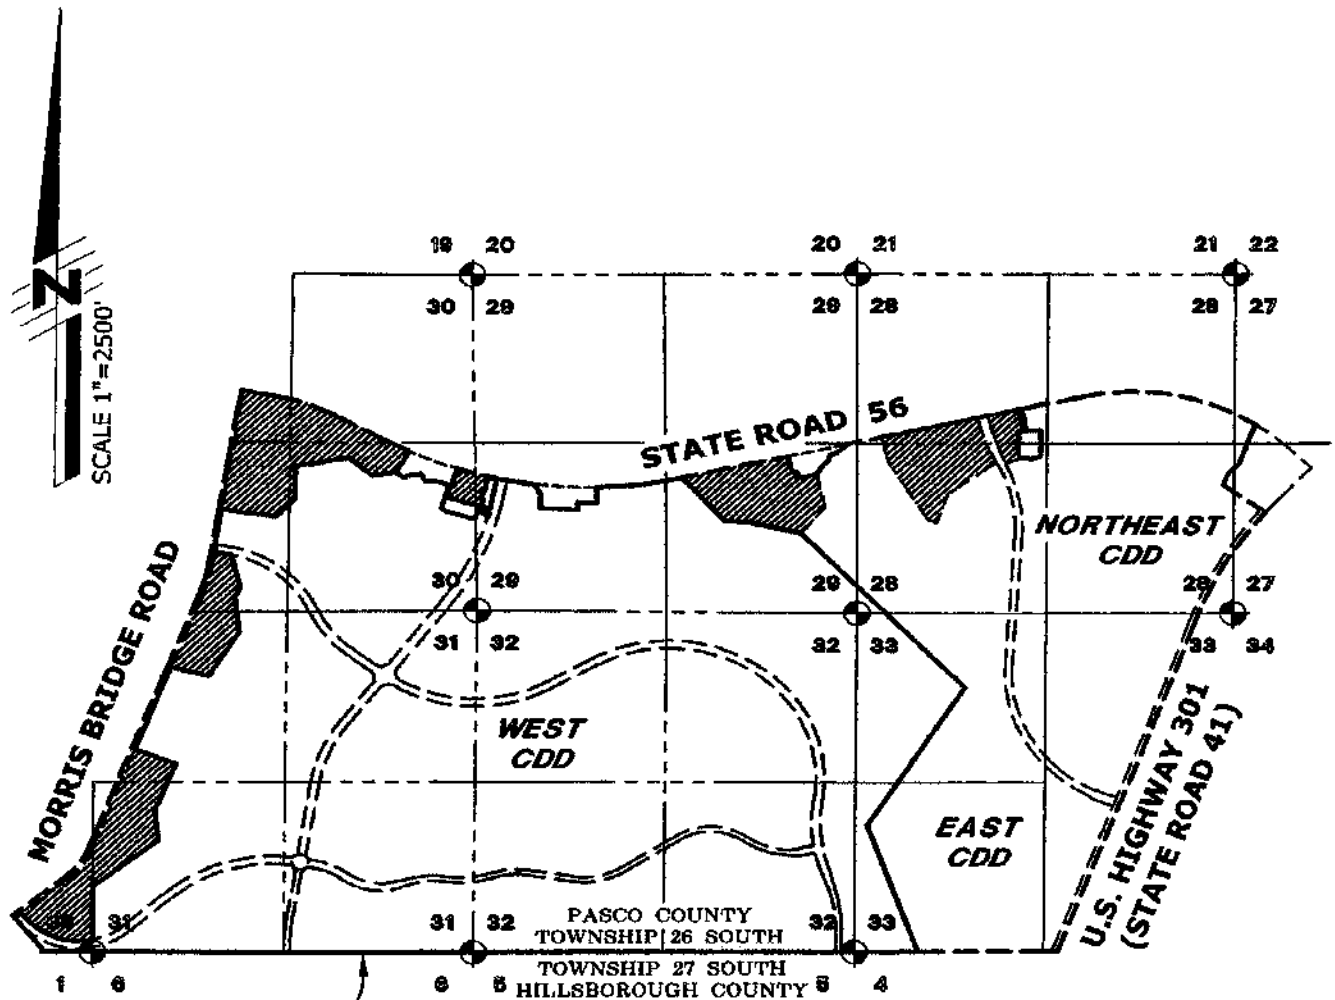 19 20
20 21
21 22
30 29
29 28
28 27
N
SCALE 1"=2500'
STATE ROAD 56
NORTHEAST
CDD
MORRIS BRIDGE ROAD
30 29
29 28
28 27
31 32
32 33
33 34
WEST
CDD
U.S. HIGHWAY 301
(STATE ROAD 41)
EAST
CDD
31
31 32
PASCO COUNTY
TOWNSHIP 26 SOUTH
32 33
1 6
6 5
TOWNSHIP 27 SOUTH
HILLSBOROUGH COUNTY
5 4